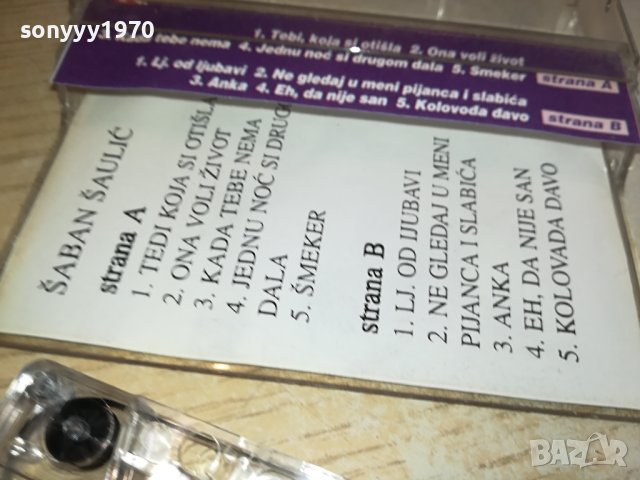 sonyyy1970
1. Tebi, koja si otišla 2. Ona voli život
tebe nema 4. Jednu noć si drugom dala 5. Šmeker
strana A
1. Lj. od ljubavi 2. Ne gledaj u meni pijanca i slabića
3. Anka 4. Eh, da nije san 5. Kolovođa đavo
strana B
ŠABAN ŠAULIĆ
strana A
1. TEDI KOJA SI OTIŠLA
2. ONA VOLI ŽIVOT
3. KADA TEBE NEMA
4. JEDNU NOĆ SI DRUGO
DALA
5. ŠMEKER
strana B
1. LJ. OD IJUBAVI
2. NE GLEDAJ U MENI
PIJANCA I SLABIĆA
3. ANKA
4. EH, DA NIJE SAN
5. KOLOVADA DAVO
BAZAR
bg